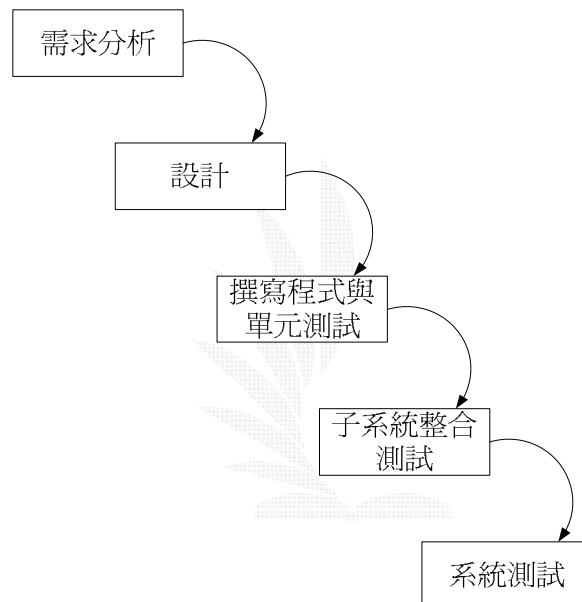 需求分析
設計
撰寫程式與
單元測試
子系統整合
測試
系統測試